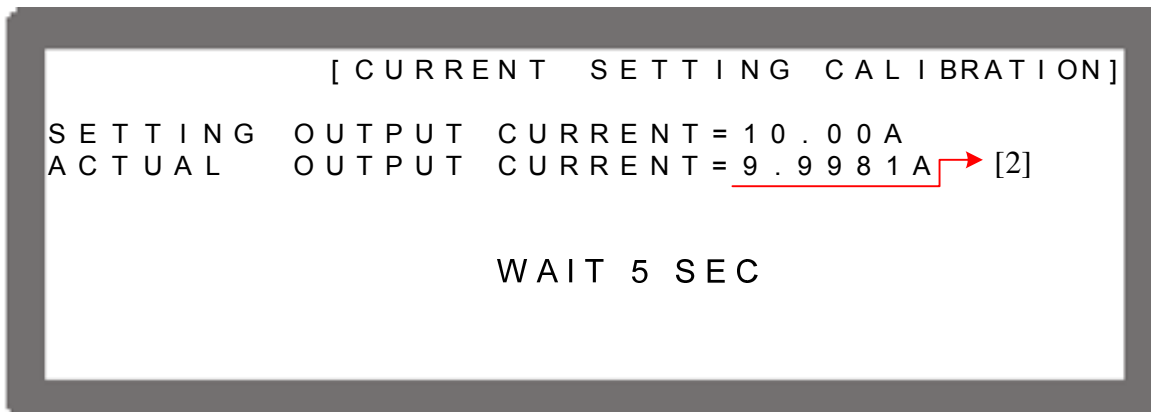 [CURRENT SETTING CALIBRATION]
SETTING OUTPUT CURRENT=10.00A
ACTUAL OUTPUT CURRENT=9.9981A [2]
WAIT 5 SEC